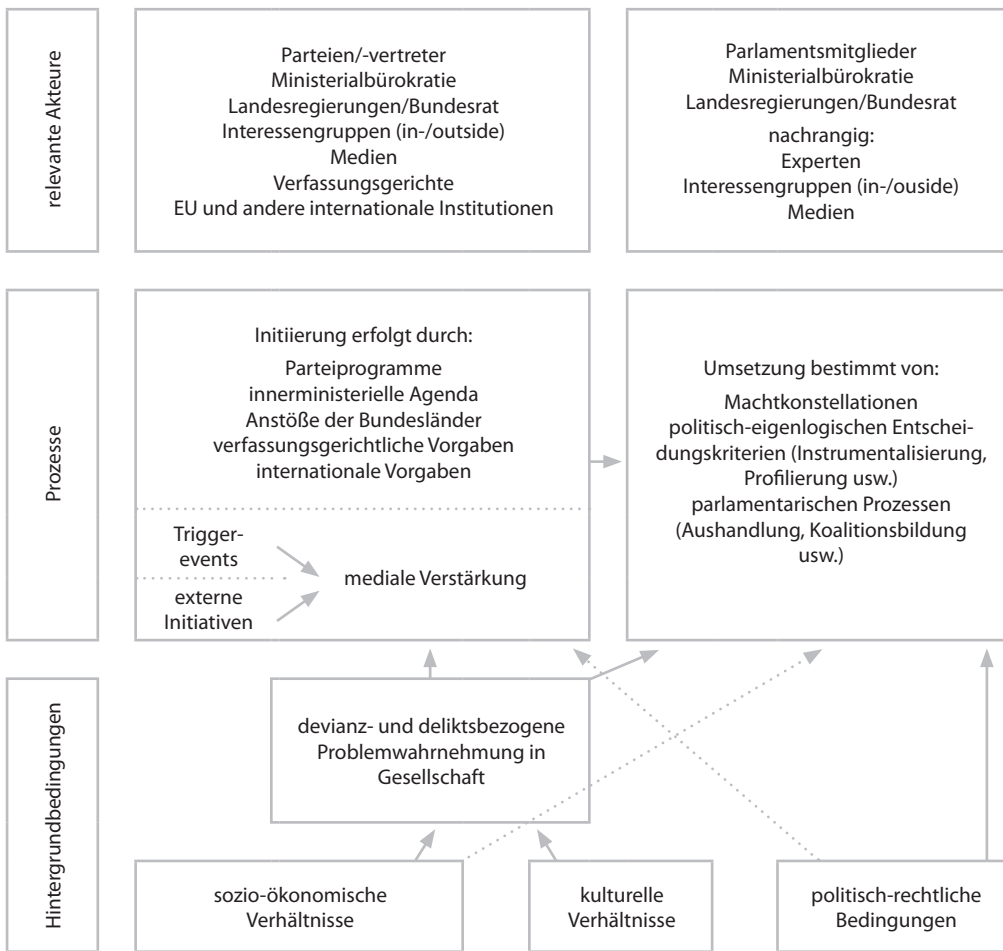 relevante Akteure
Parteien/-vertreter
Ministerialbürokratie
Landesregierungen/Bundesrat
Interessengruppen (in-/outside)
Medien
Verfassungsgerichte
EU und andere internationale Institutionen
Parlamentsmitglieder
Ministerialbürokratie
Landesregierungen/Bundesrat
nachrangig:
Experten
Interessengruppen (in-/ouside)
Medien
Prozesse
Initiierung erfolgt durch:
Parteiprogramme
innerministerielle Agenda
Anstöße der Bundesländer
verfassungsgerichtliche Vorgaben
internationale Vorgaben
Trigger-
events
externe
Initiativen
mediale Verstärkung
Umsetzung bestimmt von:
Machtkonstellationen
politisch-eigenlogischen Entschei-
dungskriterien (Instrumentalisierung,
Profilierung usw.)
parlamentarischen Prozessen
(Aushandlung, Koalitionsbildung
usw.)
Hintergrundbedingungen
devianz- und deliktsbezogene
Problemwahrnehmung in
Gesellschaft
sozio-ökonomische
Verhältnisse
kulturelle
Verhältnisse
politisch-rechtliche
Bedingungen